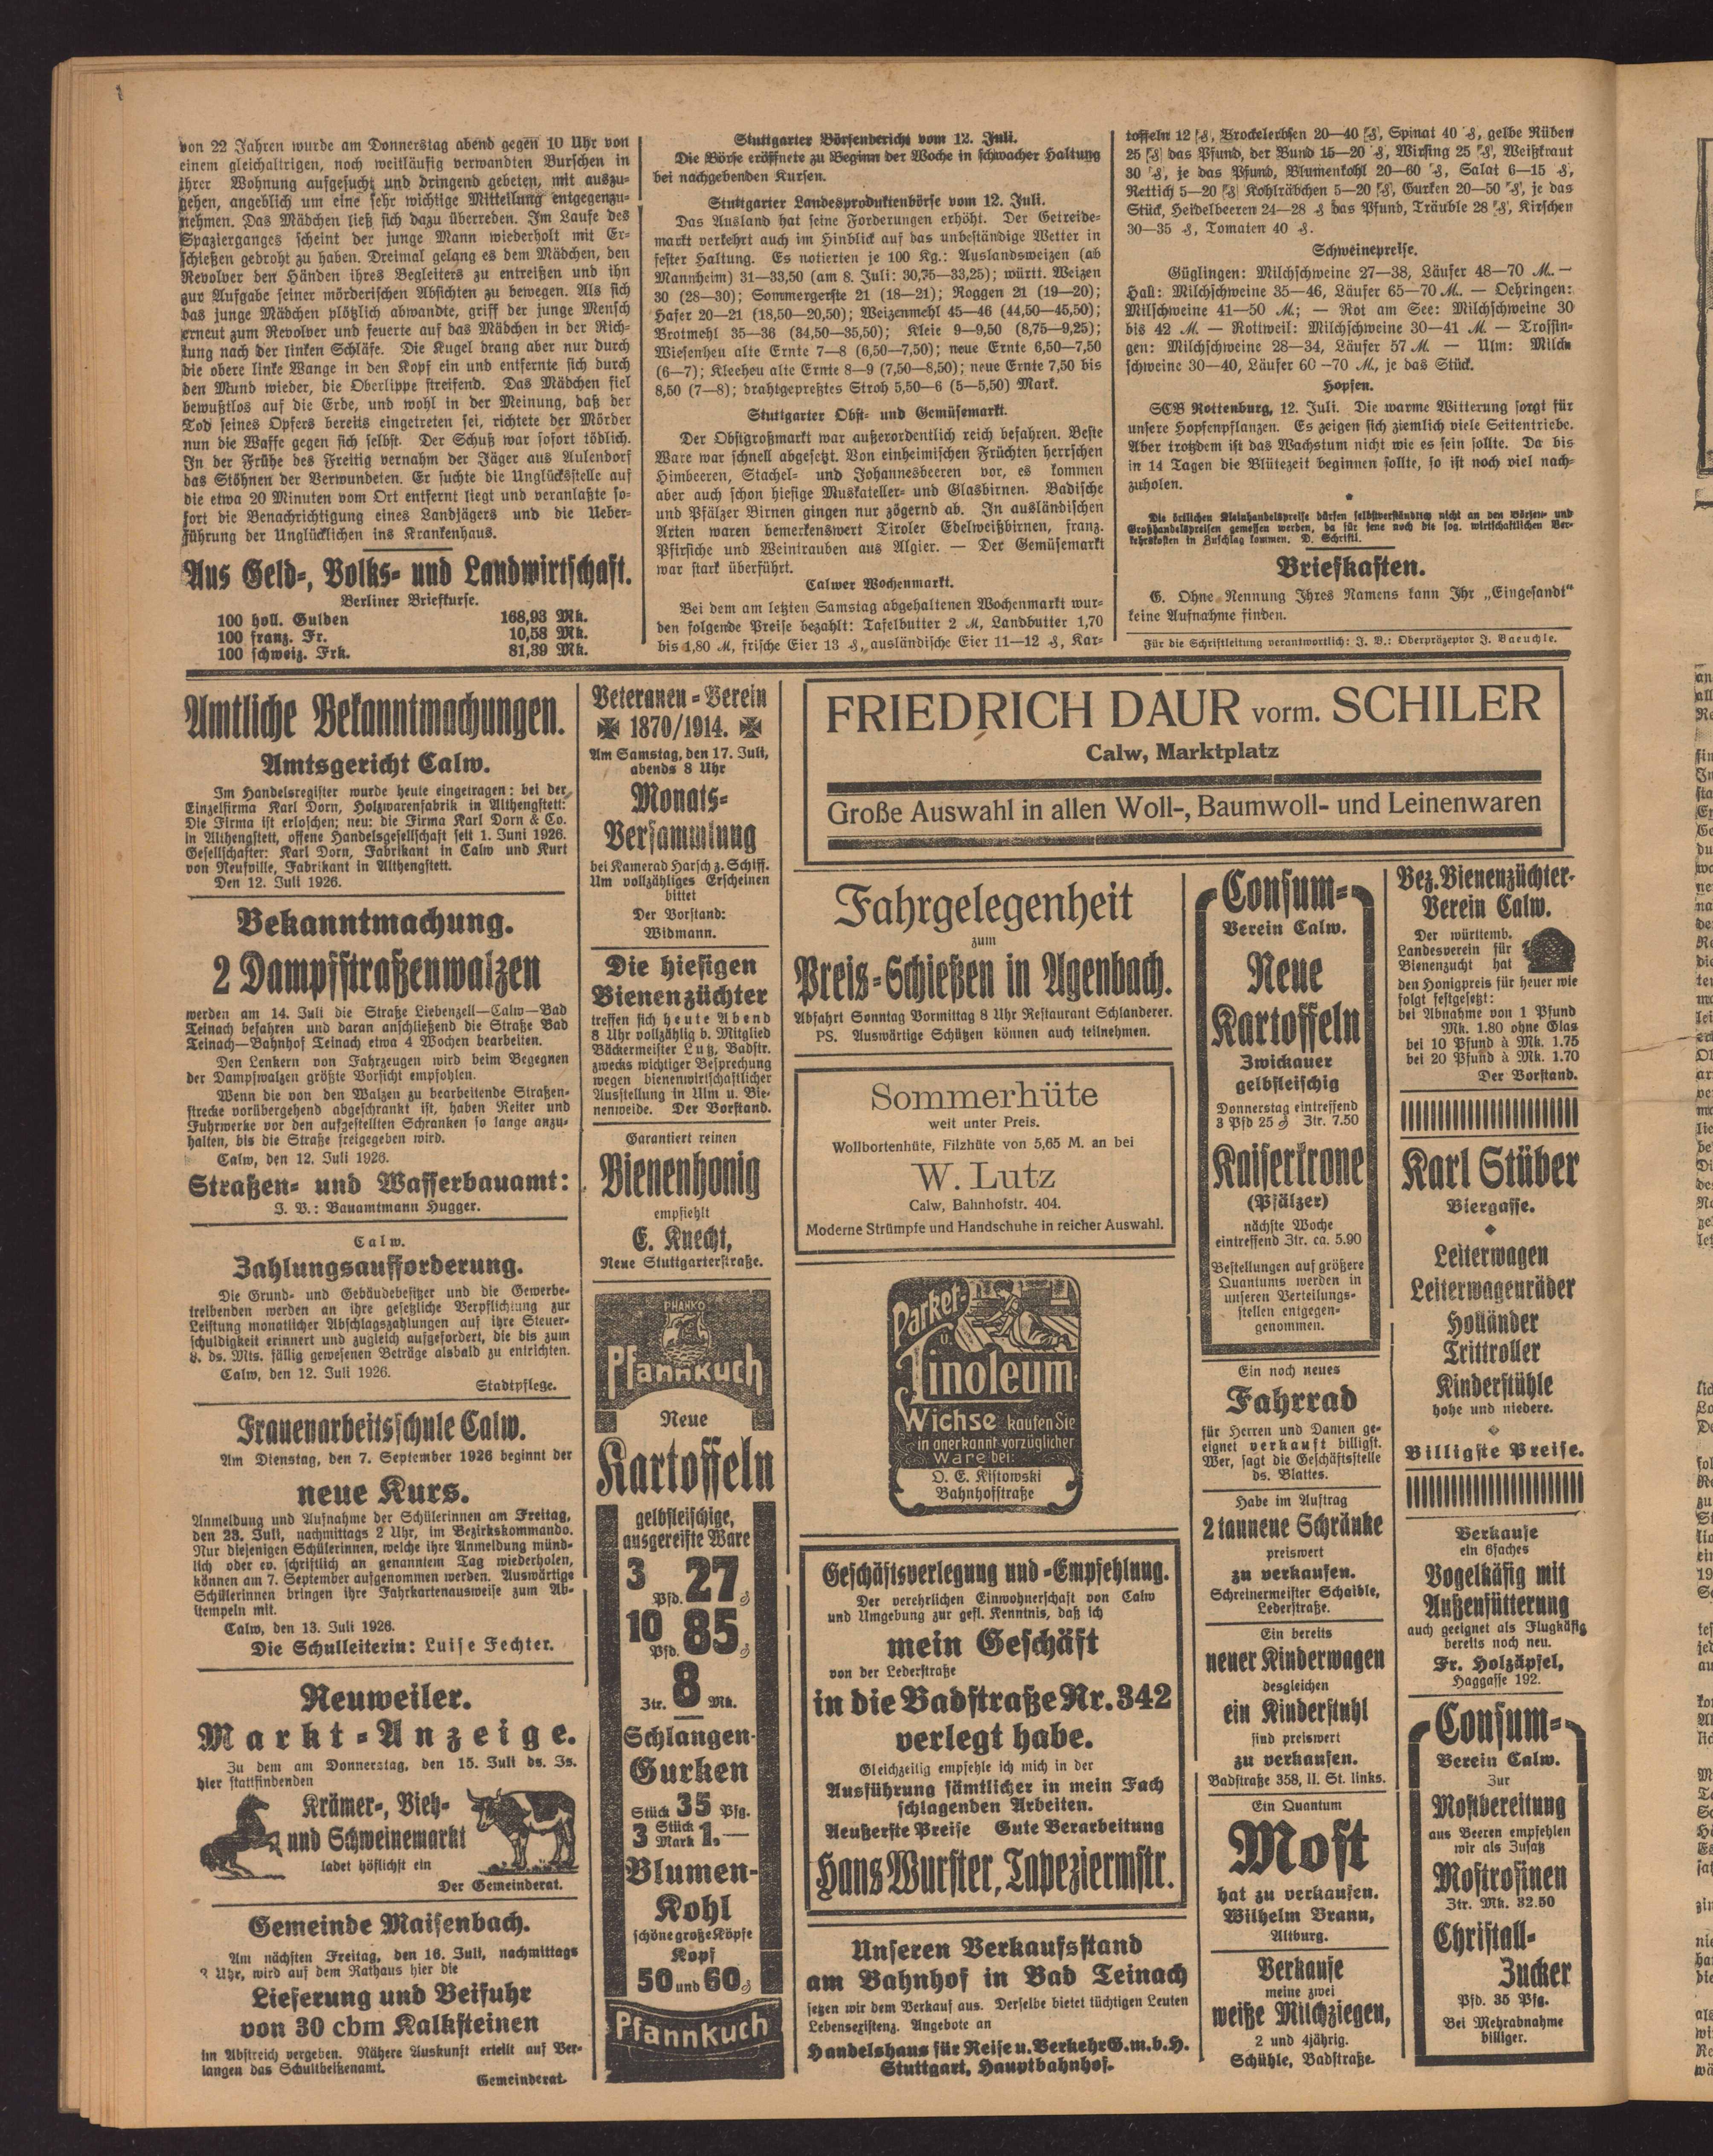 von 22 Jahren wurde am Donnerstag abend gegen 10 Uhr von
einem gleichaltrigen, noch weitläufig verwandten Burschen in
ihrer Wohnung aufgesucht und dringend gebeten, mit auszu-
gehen, angeblich um eine sehr wichtige Mitteilung entgegenzu-
nehmen. Das Mädchen ließ sich dazu überreden. Im Laufe des
Spazierganges scheint der junge Mann wiederholt mit Er-
schießen gedroht zu haben. Dreimal gelang es dem Mädchen, den
Revolver den Händen ihres Begleiters zu entreißen und ihn
zur Aufgabe seiner mörderischen Absichten zu bewegen. Als sich
das junge Mädchen plötzlich abwandte, griff der junge Mensch
erneut zum Revolver und feuerte auf das Mädchen in der Rich-
tung nach der linken Schläfe. Die Kugel drang aber nur durch
die obere linke Wange in den Kopf ein und entfernte sich durch
den Mund wieder, die Oberlippe streifend. Das Mädchen fiel
bewußtlos auf die Erde, und wohl in der Meinung, daß der
Tod seines Opfers bereits eingetreten sei, richtete der Mörder
nun die Waffe gegen sich selbst. Der Schuß war sofort tödlich.
In der Frühe des Freitig vernahm der Jäger aus Aulendorf
das Stöhnen der Verwundeten. Er suchte die Unglücksstelle auf
die etwa 20 Minuten vom Ort entfernt liegt und veranlaßte so-
fort die Benachrichtigung eines Landjägers und die Ueber-
führung der Unglücklichen ins Krankenhaus.
Aus Geld-, Volks- und Landwirtschaft.
Berliner Briefkurse.
100 holl. Gulden 168,93 Mk.
100 franz. Fr. 10,58 Mk.
100 schweiz. Frk. 81,39 Mk.
Stuttgarter Börsenbericht vom 12. Juli.
Die Börse eröffnete zu Beginn der Woche in schwacher Haltung
bei nachgebenden Kursen.
Stuttgarter Landesproduktenbörse vom 12. Juli.
Das Ausland hat seine Forderungen erhöht. Der Getreide-
markt verkehrt auch im Hinblick auf das unbeständige Wetter in
fester Haltung. Es notierten je 100 Kg.: Auslandsweizen (ab
Mannheim) 31—33,50 (am 8. Juli: 30,75—33,25); württ. Weizen
30 (28—30); Sommergerste 21 (18—21); Roggen 21 (19—20);
Hafer 20—21 (18,50—20,50); Weizenmehl 45—46 (44,50—45,50);
Brotmehl 35—36 (34,50—35,50); Kleie 9—9,50 (8,75—9,25);
Wiesenheu alte Ernte 7—8 (6,50—7,50); neue Ernte 6,50—7,50
(6—7); Kleeheu alte Ernte 8—9 (7,50—8,50); neue Ernte 7,50 bis
8,50 (7—8); drahtgepreßtes Stroh 5,50—6 (5—5,50) Mark.
Stuttgarter Obst- und Gemüsemarkt.
Der Obstgroßmarkt war außerordentlich reich befahren. Beste
Ware war schnell abgesetzt. Von einheimischen Früchten herrschen
Himbeeren, Stachel- und Johannesbeeren vor, es kommen
aber auch schon hiesige Muskateller- und Glasbirnen. Badische
und Pfälzer Birnen gingen nur zögernd ab. In ausländischen
Arten waren bemerkenswert Tiroler Edelweißbirnen, franz.
Pfirsiche und Weintrauben aus Algier. — Der Gemüsemarkt
war stark überführt.
Calwer Wochenmarkt.
Bei dem am letzten Samstag abgehaltenen Wochenmarkt wur-
den folgende Preise bezahlt: Tafelbutter 2 M, Landbutter 1,70
bis 1,80 M, frische Eier 13 ₰, ausländische Eier 11—12 ₰, Kar-
toffeln 12 ₰, Brockelerbsen 20—40 ₰, Spinat 40 ₰, gelbe Rüben
25 ₰ das Pfund, der Bund 15—20 ₰, Wirsing 25 ₰, Weißkraut
30 ₰, je das Pfund, Blumenkohl 20—60 ₰, Salat 6—15 ₰,
Rettich 5—20 ₰ Kohlräbchen 5—20 ₰, Gurken 20—50 ₰, je das
Stück, Heidelbeeren 24—28 ₰ das Pfund, Träuble 28 ₰, Kirschen
30—35 ₰, Tomaten 40 ₰.
Schweinepreise.
Güglingen: Milchschweine 27—38, Läufer 48—70 M. —
Hall: Milchschweine 35—46, Läufer 65—70 M. — Oehringen:
Milschweine 41—50 M; — Rot am See: Milchschweine 30
bis 42 M. — Rottweil: Milchschweine 30—41 M. — Trossin-
gen: Milchschweine 28—34, Läufer 57 M. — Ulm: Milch
schweine 30—40, Läufer 60—70 M., je das Stück.
Hopfen.
SCB Rottenburg, 12. Juli. Die warme Witterung sorgt für
unsere Hopfenpflanzen. Es zeigen sich ziemlich viele Seitentriebe.
Aber trotzdem ist das Wachstum nicht wie es sein sollte. Da bis
in 14 Tagen die Blütezeit beginnen sollte, so ist noch viel nach-
zuholen.
*
Die örtlichen Kleinhandelspreise dürfen selbstverständlich nicht an den Börsen- und
Großhandelspreisen gemessen werden, da für jene noch die sog. wirtschaftlichen Ver-
kehrskosten in Zuschlag kommen. D. Schriftl.
Briefkasten.
G. Ohne Nennung Ihres Namens kann Ihr „Eingesandt“
keine Aufnahme finden.
Für die Schriftleitung verantwortlich: J. V.: Oberpräzeptor J. Baeuchle.
Amtliche Bekanntmachungen.
Amtsgericht Calw.
Im Handelsregister wurde heute eingetragen: bei der
Einzelfirma Karl Dorn, Holzwarenfabrik in Althengstett:
Die Firma ist erloschen; neu: die Firma Karl Dorn & Co.
in Althengstett, offene Handelsgesellschaft seit 1. Juni 1926.
Gesellschafter: Karl Dorn, Fabrikant in Calw und Kurt
von Neufville, Fabrikant in Althengstett.
Den 12. Juli 1926.
Bekanntmachung.
2 Dampfstraßenwalzen
werden am 14. Juli die Straße Liebenzell—Calw—Bad
Teinach befahren und daran anschließend die Straße Bad
Teinach—Bahnhof Teinach etwa 4 Wochen bearbeiten.
Den Lenkern von Fahrzeugen wird beim Begegnen
der Dampfwalzen größte Vorsicht empfohlen.
Wenn die von den Walzen zu bearbeitende Straßen-
strecke vorübergehend abgeschrankt ist, haben Reiter und
Fuhrwerke vor den aufgestellten Schranken so lange anzu-
halten, bis die Straße freigegeben wird.
Calw, den 12. Juli 1926.
Straßen- und Wasserbauamt:
J. V.: Bauamtmann Hugger.
Calw.
Zahlungsaufforderung.
Die Grund- und Gebäudebesitzer und die Gewerbe-
treibenden werden an ihre gesetzliche Verpflichtung zur
Leistung monatlicher Abschlagszahlungen auf ihre Steuer-
schuldigkeit erinnert und zugleich aufgefordert, die bis zum
8. ds. Mts. fällig gewesenen Beträge alsbald zu entrichten.
Calw, den 12. Juli 1926.
Stadtpflege.
Frauenarbeitsschule Calw.
Am Dienstag, den 7. September 1926 beginnt der
neue Kurs.
Anmeldung und Aufnahme der Schülerinnen am Freitag,
den 23. Juli, nachmittags 2 Uhr, im Bezirkskommando.
Nur diejenigen Schülerinnen, welche ihre Anmeldung münd-
lich oder ev. schriftlich an genanntem Tag wiederholen,
können am 7. September aufgenommen werden. Auswärtige
Schülerinnen bringen ihre Fahrkartenausweise zum Ab-
stempeln mit.
Calw, den 13. Juli 1926.
Die Schulleiterin: Luise Fechter.
Neuweiler.
Markt-Anzeige.
Zu dem am Donnerstag, den 15. Juli ds. Js.
hier stattfindenden
Krämer-, Vieh-
und Schweinemarkt
ladet höflichst ein
Der Gemeinderat.
Gemeinde Maisenbach.
Am nächsten Freitag, den 16. Juli, nachmittags
Uhr, wird auf dem Rathaus hier die
Lieferung und Beifuhr
von 30 cbm Kalksteinen
im Abstreich vergeben. Nähere Auskunft erteilt auf Ver-
langen das Schultheißenamt.
Gemeinderat.
Veteranen-Verein
1870/1914.
Am Samstag, den 17. Juli,
abends 8 Uhr
Monats-
Versammlung
bei Kamerad Harsch z. Schiff.
Um vollzähliges Erscheinen
bittet
Der Vorstand:
Widmann.
Die hiesigen
Bienenzüchter
treffen sich heute Abend
8 Uhr vollzählig b. Mitglied
Bäckermeister Lutz, Badstr.
zwecks wichtiger Besprechung
wegen bienenwirtschaftlicher
Ausstellung in Ulm u. Bie-
nenweide. Der Vorstand.
Garantiert reinen
Bienenhonig
empfiehlt
E. Knecht,
Neue Stuttgarterstraße.
PHANKO
Pfannkuch
Neue
Kartoffeln
gelbfleischige,
ausgereifte Ware
3 Pfd. 27 ₰
10 Pfd. 85 ₰
Ztr. 8 Mk.
Schlangen-
Gurken
Stück 35 Pfg.
3 Stück Mark 1,—
Blumen-
Kohl
schöne große Köpfe
Kopf
50 und 60 ₰
Pfannkuch
FRIEDRICH DAUR vorm. SCHILER
Calw, Marktplatz
Große Auswahl in allen Woll-, Baumwoll- und Leinenwaren
Fahrgelegenheit
zum
Preis-Schießen in Agenbach.
Abfahrt Sonntag Vormittag 8 Uhr Restaurant Schlanderer.
PS. Auswärtige Schützen können auch teilnehmen.
Sommerhüte
weit unter Preis.
Wollbortenhüte, Filzhüte von 5,65 M. an bei
W. Lutz
Calw, Bahnhofstr. 404.
Moderne Strümpfe und Handschuhe in reicher Auswahl.
Parket-
u.
Linoleum
Wichse kaufen Sie
in anerkannt vorzüglicher
Ware bei:
O. E. Kistowski
Bahnhofstraße
Geschäftsverlegung und -Empfehlung.
Der verehrlichen Einwohnerschaft von Calw
und Umgebung zur gefl. Kenntnis, daß ich
mein Geschäft
von der Lederstraße
in die Badstraße Nr. 342
verlegt habe.
Gleichzeitig empfehle ich mich in der
Ausführung sämtlicher in mein Fach
schlagenden Arbeiten.
Aeußerste Preise Gute Verarbeitung
Hans Wurster, Tapeziermstr.
Unseren Verkaufsstand
am Bahnhof in Bad Teinach
setzen wir dem Verkauf aus. Derselbe bietet tüchtigen Leuten
Lebensexistenz. Angebote an
Handelshaus für Reise u. Verkehr G.m.b.H.
Stuttgart, Hauptbahnhof.
Consum-
Verein Calw.
Neue
Kartoffeln
Zwickauer
gelbfleischig
Donnerstag eintreffend
3 Pfd 25 ₰ Ztr. 7.50
Kaiserkrone
(Pfälzer)
nächste Woche
eintreffend Ztr. ca. 5.90
Bestellungen auf größere
Quantums werden in
unseren Verteilungs-
stellen entgegen-
genommen.
Ein noch neues
Fahrrad
für Herren und Damen ge-
eignet verkauft billigst.
Wer, sagt die Geschäftsstelle
ds. Blattes.
Habe im Auftrag
2 tannene Schränke
preiswert
zu verkaufen.
Schreinermeister Schaible,
Lederstraße.
Ein bereits
neuer Kinderwagen
desgleichen
ein Kinderstuhl
sind preiswert
zu verkaufen.
Badstraße 358, II. St. links.
Ein Quantum
Most
hat zu verkaufen.
Wilhelm Braun,
Altburg.
Verkaufe
meine zwei
weiße Milchziegen,
2 und 4jährig.
Schühle, Badstraße.
Bez. Bienenzüchter-
Verein Calw.
Der württemb.
Landesverein für
Bienenzucht hat
den Honigpreis für heuer wie
folgt festgesetzt:
bei Abnahme von 1 Pfund
Mk. 1.80 ohne Glas
bei 10 Pfund à Mk. 1.75
bei 20 Pfund à Mk. 1.70
Der Vorstand.
Karl Stüber
Biergasse.
Leiterwagen
Leiterwagenräder
Holländer
Trittroller
Kinderstühle
hohe und niedere.
Billigste Preise.
Verkaufe
ein 6faches
Vogelkäfig mit
Außenfütterung
auch geeignet als Flugkäfig
bereits noch neu.
Fr. Holzäpfel,
Haggasse 192.
Consum-
Verein Calw.
Zur
Mostbereitung
aus Beeren empfehlen
wir als Zusatz
Mostrosinen
Ztr. Mk. 32.50
Christall-
Zucker
Pfd. 35 Pfg.
Bei Mehrabnahme
billiger.